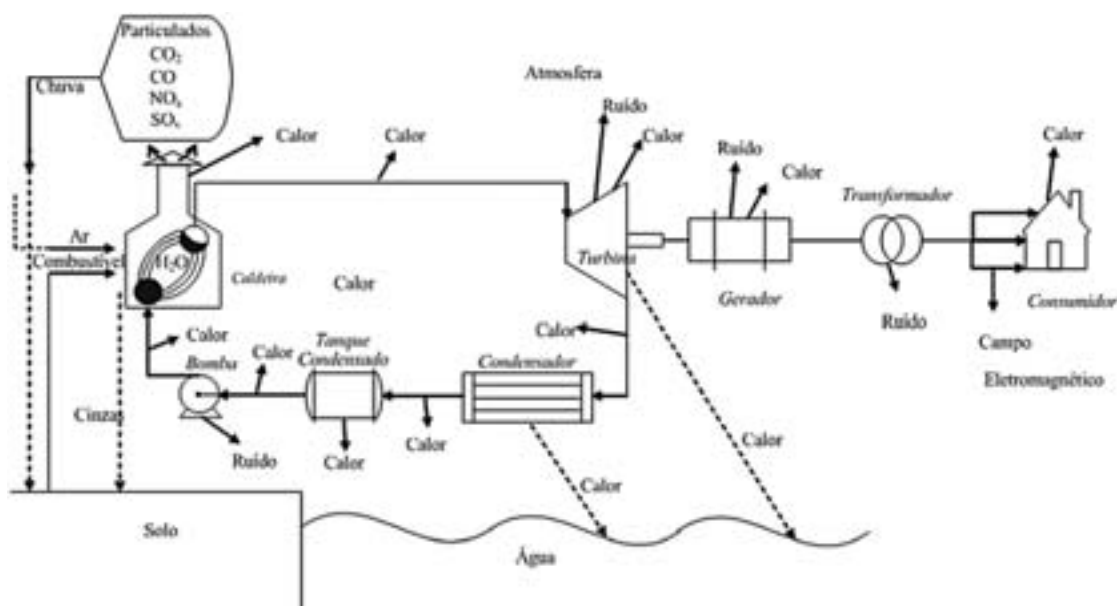 Particulados
CO₂
CO
NOₓ
SOₓ
Chuva
Atmosfera
Ruído
Calor
Calor
Calor
Ruído
Calor
Transformador
Calor
Ar
Combustível
H₂O
Caldeira
Calor
Turbina
Gerador
Ruído
Consumidor
Campo
Eletromagnético
Calor
Bomba
Calor
Tanque
Condensado
Condensador
Calor
Cinzas
Ruído
Calor
Calor
Calor
Calor
Solo
Água